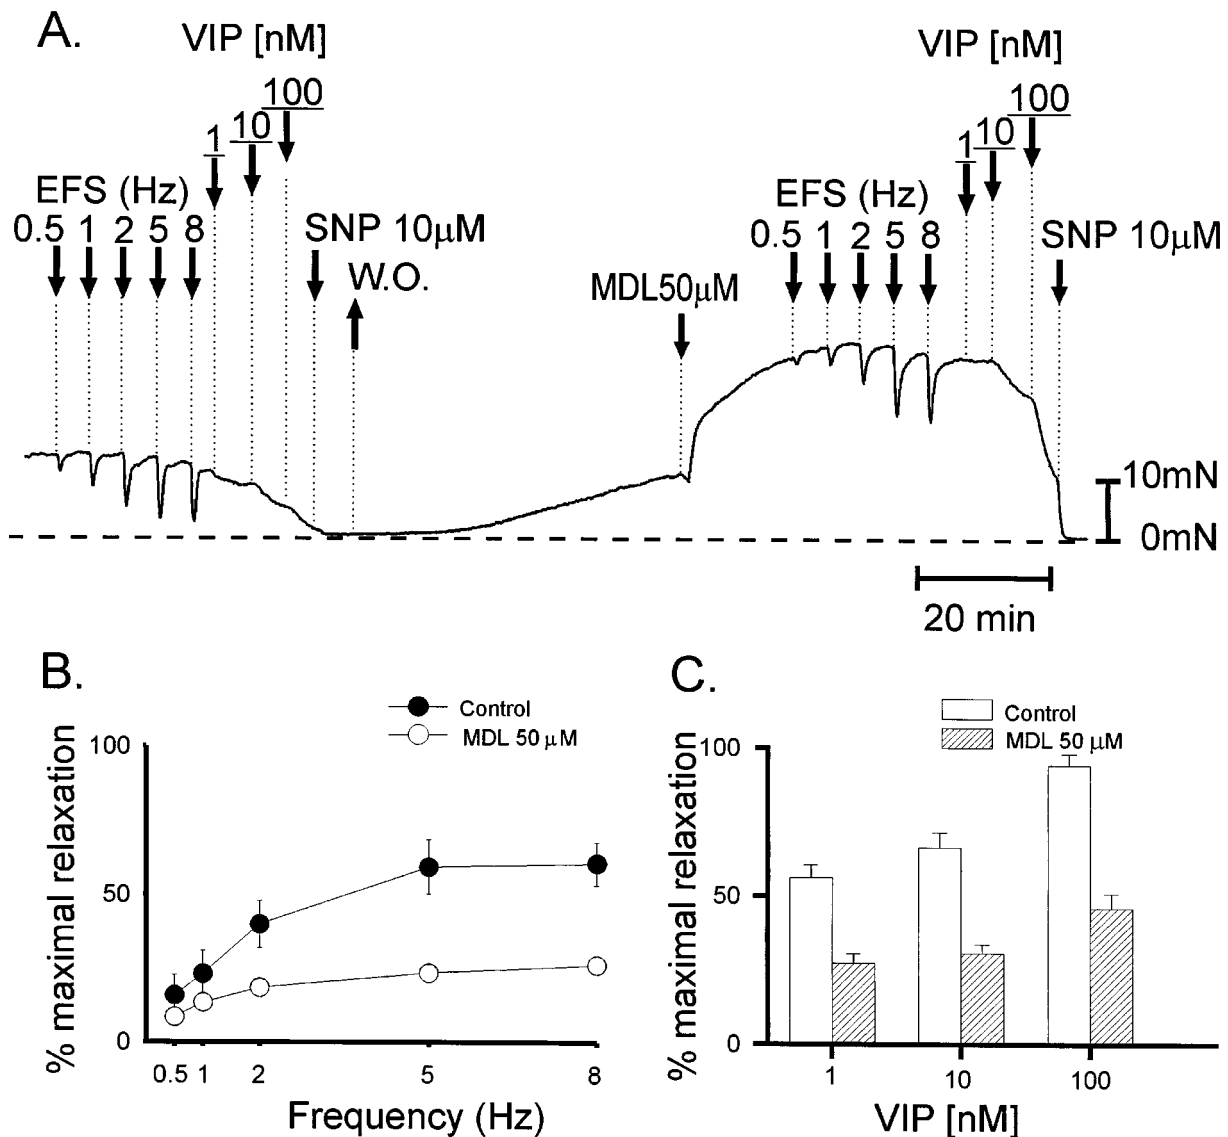 A.
VIP [nM]
1 10 100
EFS (Hz)
0.5 1 2 5 8
SNP 10µM
W.O.
MDL50µM
VIP [nM]
1 10 100
EFS (Hz)
0.5 1 2 5 8
SNP 10µM
10mN
0mN
20 min
B.
Control
MDL 50 µM
% maximal relaxation
100
50
0
0.5 1 2 5 8
Frequency (Hz)
C.
Control
MDL 50 µM
% maximal relaxation
100
50
0
1 10 100
VIP [nM]